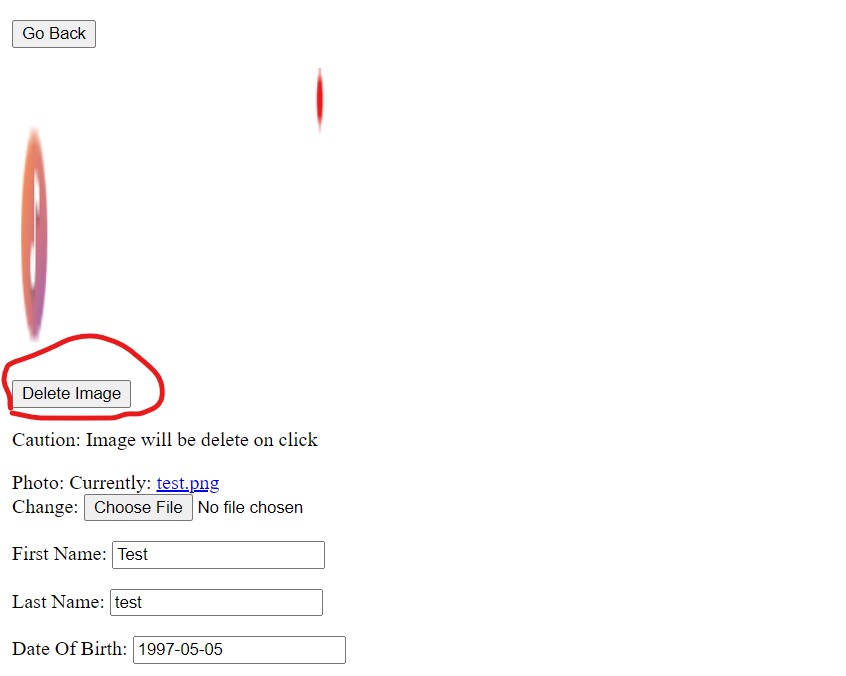 Go Back
Delete Image
Caution: Image will be delete on click
Photo: Currently: test.png
Change: Choose File No file chosen
First Name: Test
Last Name: test
Date Of Birth: 1997-05-05